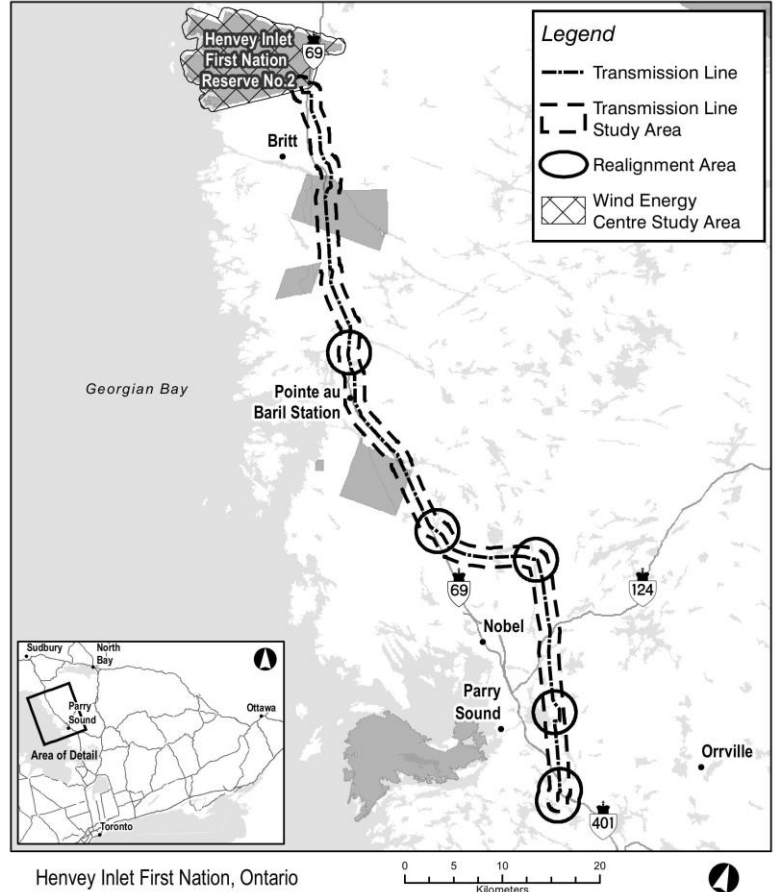 Henvey Inlet
First Nation
Reserve No.2
69
Britt
Legend
Transmission Line
Transmission Line
Study Area
Realignment Area
Wind Energy
Centre Study Area
Georgian Bay
Pointe au
Baril Station
69
124
Nobel
Parry
Sound
Orrville
401
Sudbury
North
Bay
Parry
Sound
Ottawa
Area of Detail
Toronto
Henvey Inlet First Nation, Ontario
0 5 10 20
Kilometers